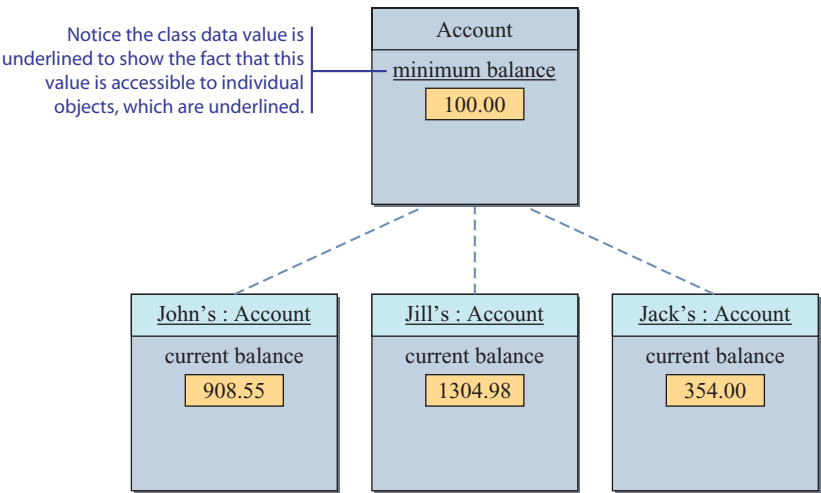 Notice the class data value is
underlined to show the fact that this
value is accessible to individual
objects, which are underlined.
Account
minimum balance
100.00
John’s : Account
current balance
908.55
Jill’s : Account
current balance
1304.98
Jack’s : Account
current balance
354.00